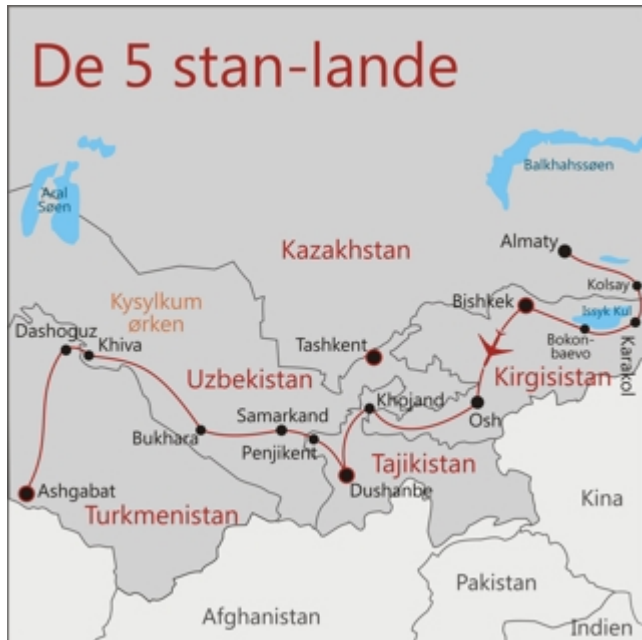 De 5 stan-lande
Aral
Søen
Balkhahssøen
Kazakhstan
Almaty
Kolsay
Kysylkum
ørken
Bishkek
Issyk Kul
Dashoguz
Khiva
Tashkent
Bokon-
baevo
Karakol
Uzbekistan
Kirgisistan
Khojand
Samarkand
Osh
Bukhara
Penjikent
Tajikistan
Ashgabat
Dushanbe
Turkmenistan
Kina
Pakistan
Afghanistan
Indien